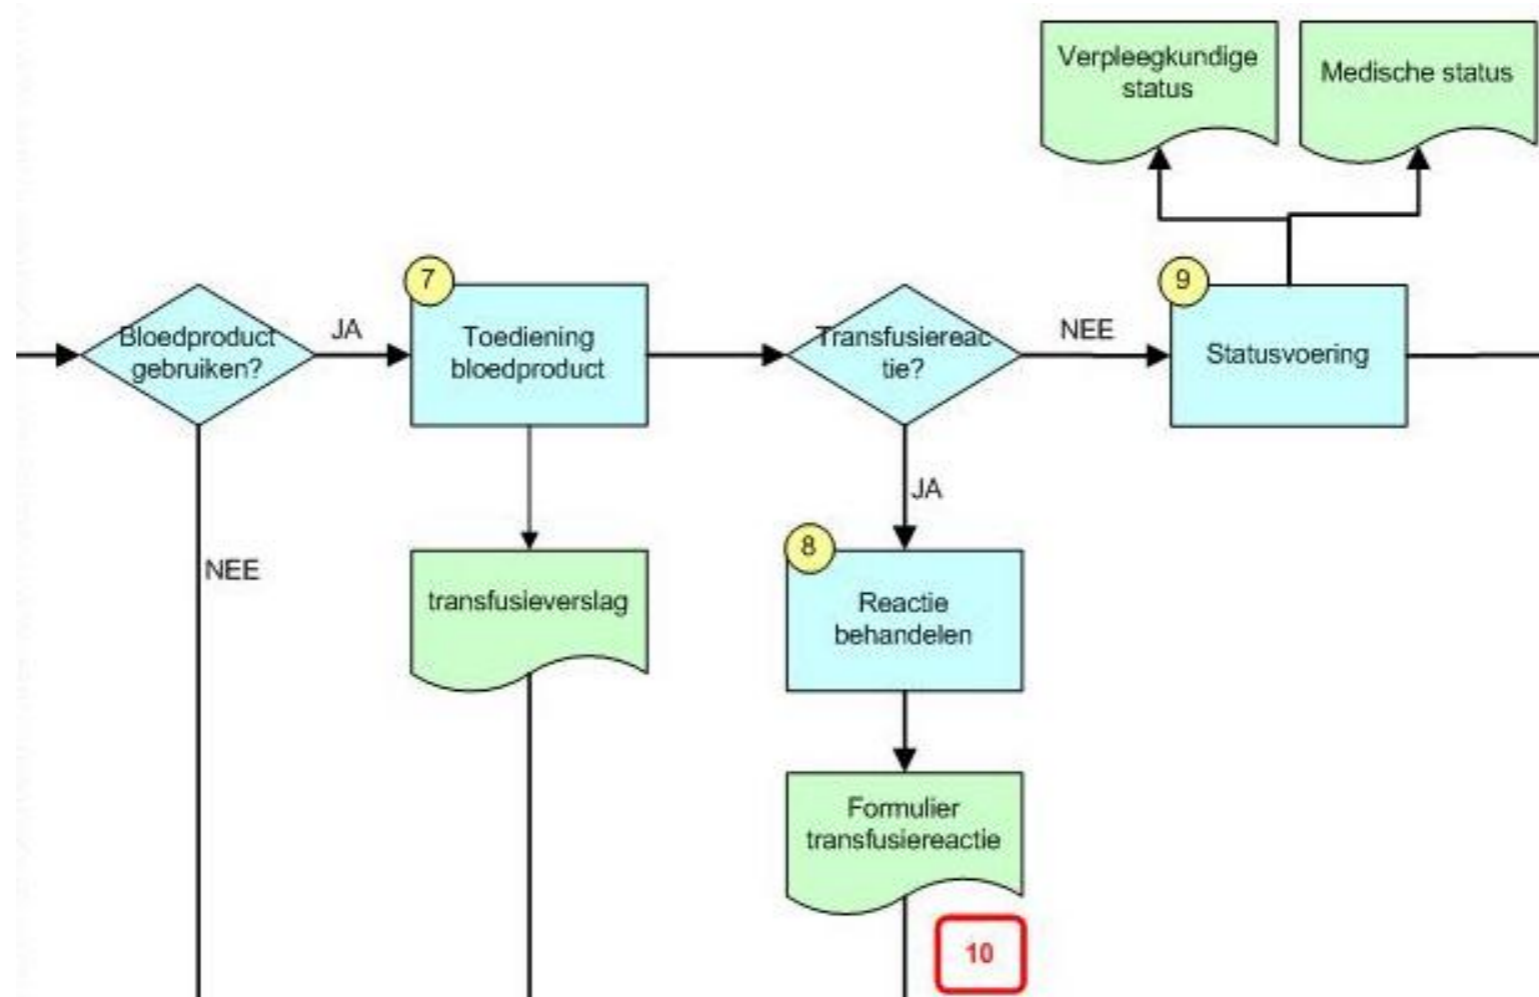 Verpleegkundige
status
Medische status
Bloedproduct
gebruiken?
JA
7
Toediening
bloedproduct
Transfusiereac
tie?
NEE
9
Statusvoering
JA
NEE
transfusieverslag
8
Reactie
behandelen
Formulier
transfusiereactie
10